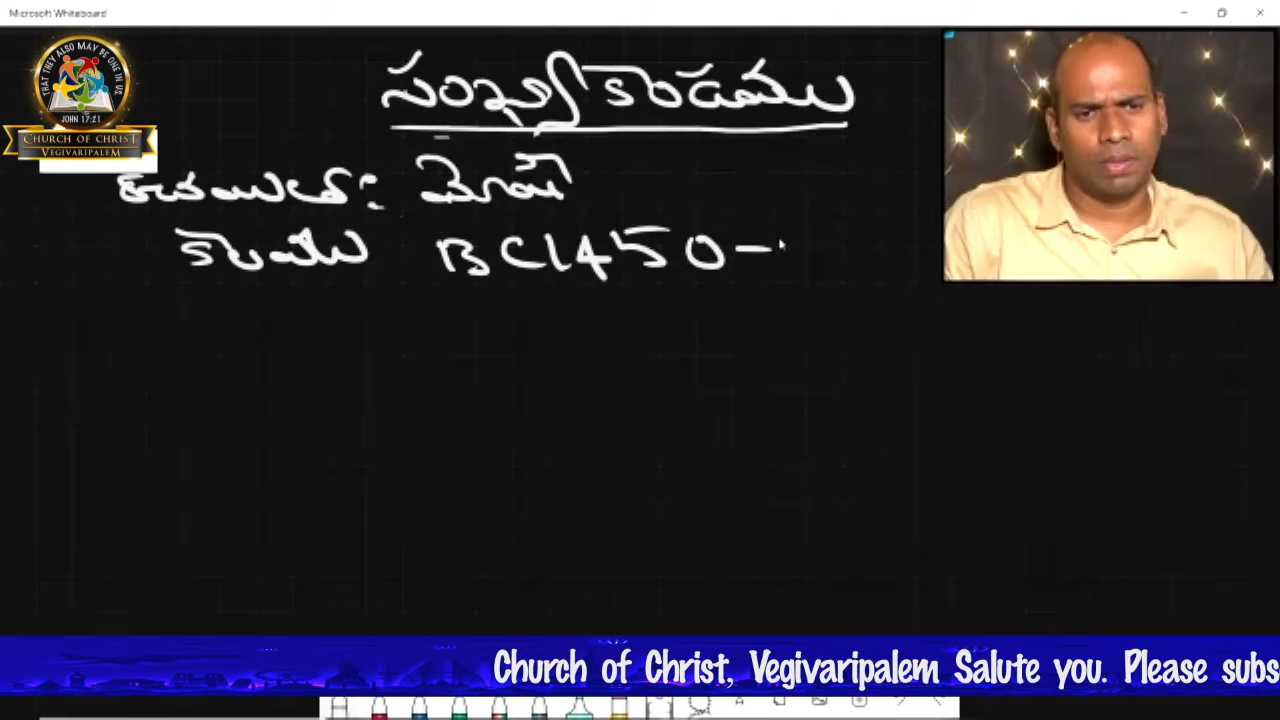 Microsoft Whiteboard
THAT THEY ALSO MAY BE ONE IN US
JOHN 17:21
CHURCH OF CHRIST
VEGIVARIPALEM
సంఖ్యాకాండము
మోషే
కాలము BC1450-
Church of Christ, Vegivaripalem Salute you. Please subs